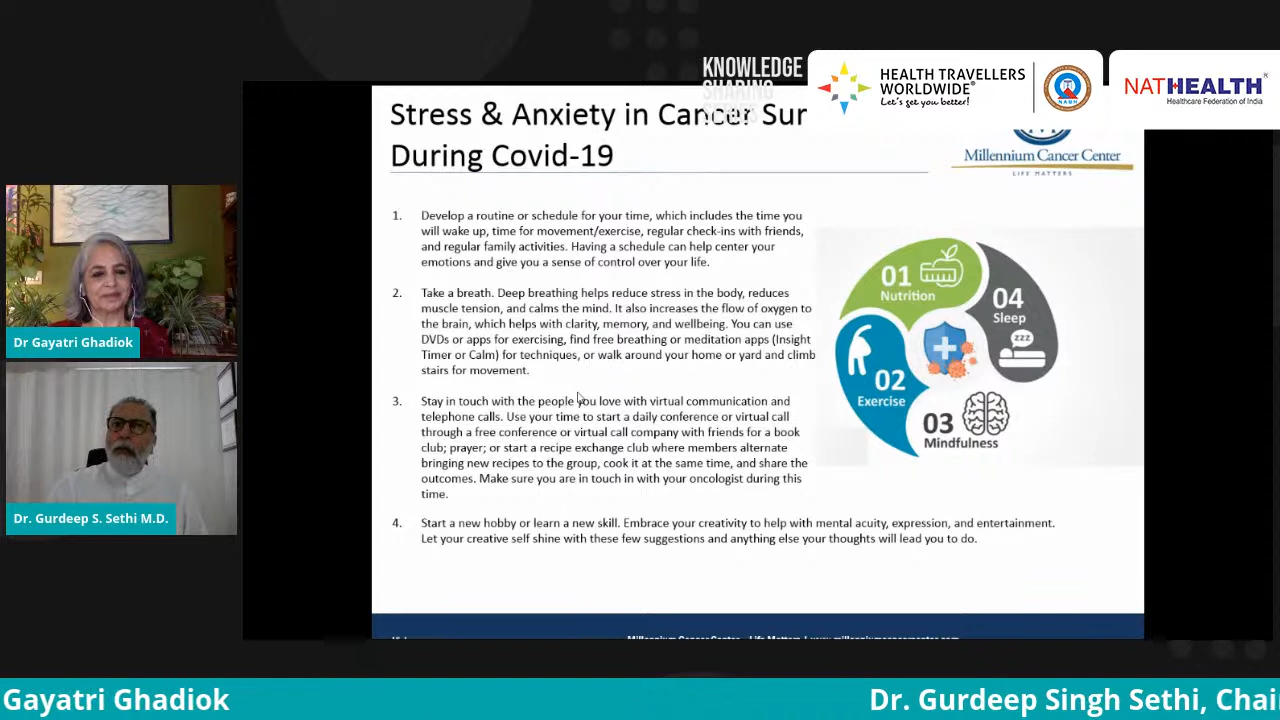 KNOWLEDGE
SHARING
SERIES
HEALTH TRAVELLERS
WORLDWIDE®
Let's get you better!
NABH
NATHEALTH®
Healthcare Federation of India
Stress & Anxiety in Cancer Sur
During Covid-19
Millennium Cancer Center
LIFE MATTERS
1. Develop a routine or schedule for your time, which includes the time you
will wake up, time for movement/exercise, regular check-ins with friends,
and regular family activities. Having a schedule can help center your
emotions and give you a sense of control over your life.
2. Take a breath. Deep breathing helps reduce stress in the body, reduces
muscle tension, and calms the mind. It also increases the flow of oxygen to
the brain, which helps with clarity, memory, and wellbeing. You can use
DVDs or apps for exercising, find free breathing or meditation apps (Insight
Timer or Calm) for techniques, or walk around your home or yard and climb
stairs for movement.
3. Stay in touch with the people you love with virtual communication and
telephone calls. Use your time to start a daily conference or virtual call
through a free conference or virtual call company with friends for a book
club; prayer; or start a recipe exchange club where members alternate
bringing new recipes to the group, cook it at the same time, and share the
outcomes. Make sure you are in touch in with your oncologist during this
time.
4. Start a new hobby or learn a new skill. Embrace your creativity to help with mental acuity, expression, and entertainment.
Let your creative self shine with these few suggestions and anything else your thoughts will lead you to do.
01
Nutrition
04
Sleep
zzz
02
Exercise
03
Mindfulness
Dr Gayatri Ghadiok
Dr. Gurdeep S. Sethi M.D.
Gayatri Ghadiok
Dr. Gurdeep Singh Sethi, Chai